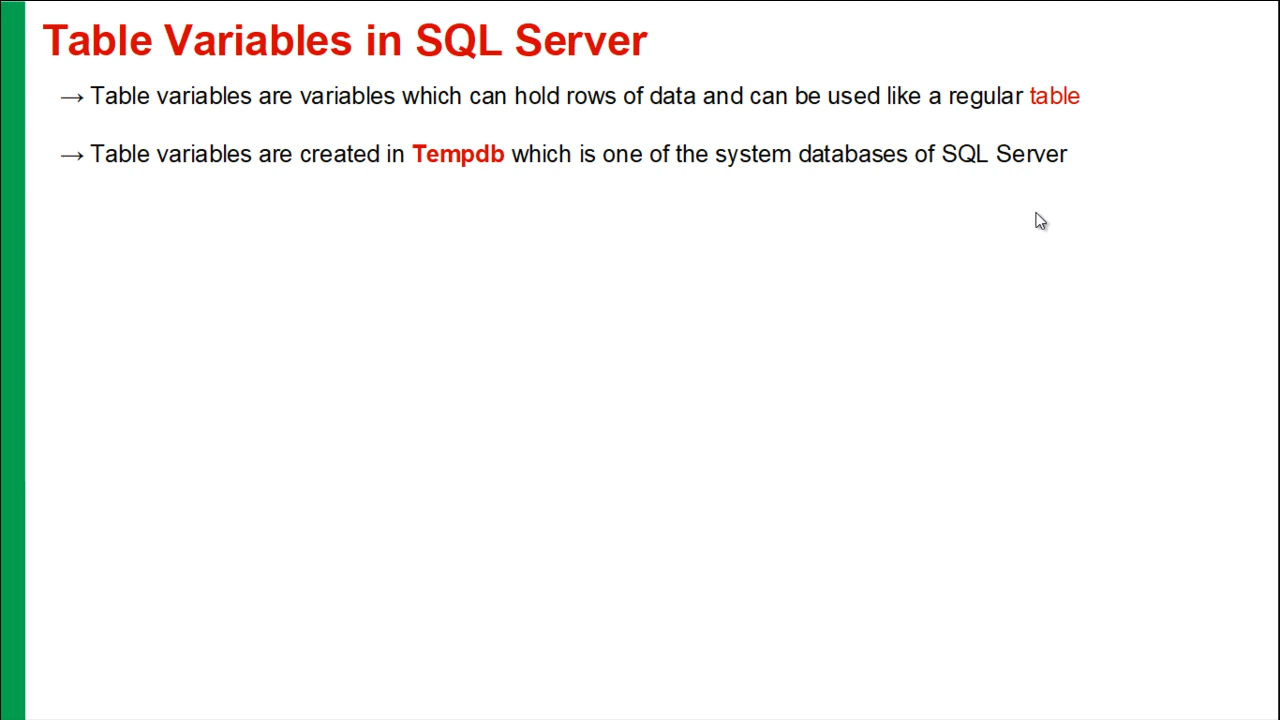 Table Variables in SQL Server
→ Table variables are variables which can hold rows of data and can be used like a regular table
→ Table variables are created in Tempdb which is one of the system databases of SQL Server